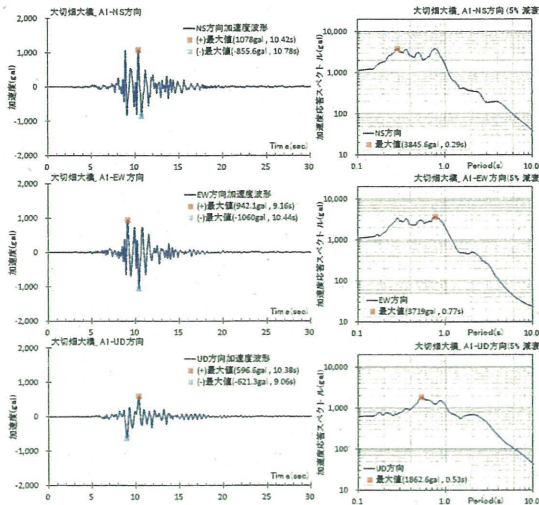 大切畑大橋_A1-NS方向
2,000
1,000
0
-1,000
-2,000
加速度(gal)
NS方向加速度波形
(+)最大値(1078gal, 10.42s)
(-)最大値(-855.6gal, 10.78s)
Time(sec)
0 5 10 15 20 25 30
大切畑大橋_A1-NS方向(5% 減衰
10,000
1,000
100
10
加速度応答スペクトル(gal)
NS方向
最大値(3845.6gal, 0.29s)
0.1 1.0 10.0
Period(s)
大切畑大橋_A1-EW方向
2,000
1,000
0
-1,000
-2,000
加速度(gal)
EW方向加速度波形
(+)最大値(942.1gal, 9.16s)
(-)最大値(-1060gal, 10.44s)
Time(sec)
0 5 10 15 20 25 30
大切畑大橋_A1-EW方向(5% 減衰
10,000
1,000
100
10
加速度応答スペクトル(gal)
EW方向
最大値(3719gal, 0.77s)
0.1 1.0 10.0
Period(s)
大切畑大橋_A1-UD方向
2,000
1,000
0
-1,000
-2,000
加速度(gal)
UD方向加速度波形
(+)最大値(596.6gal, 10.38s)
(-)最大値(-621.3gal, 9.06s)
Time(sec)
0 5 10 15 20 25 30
大切畑大橋_A1-UD方向(5% 減衰
10,000
1,000
100
10
加速度応答スペクトル(gal)
UD方向
最大値(1862.6gal, 0.53s)
0.1 1.0 10.0
Period(s)